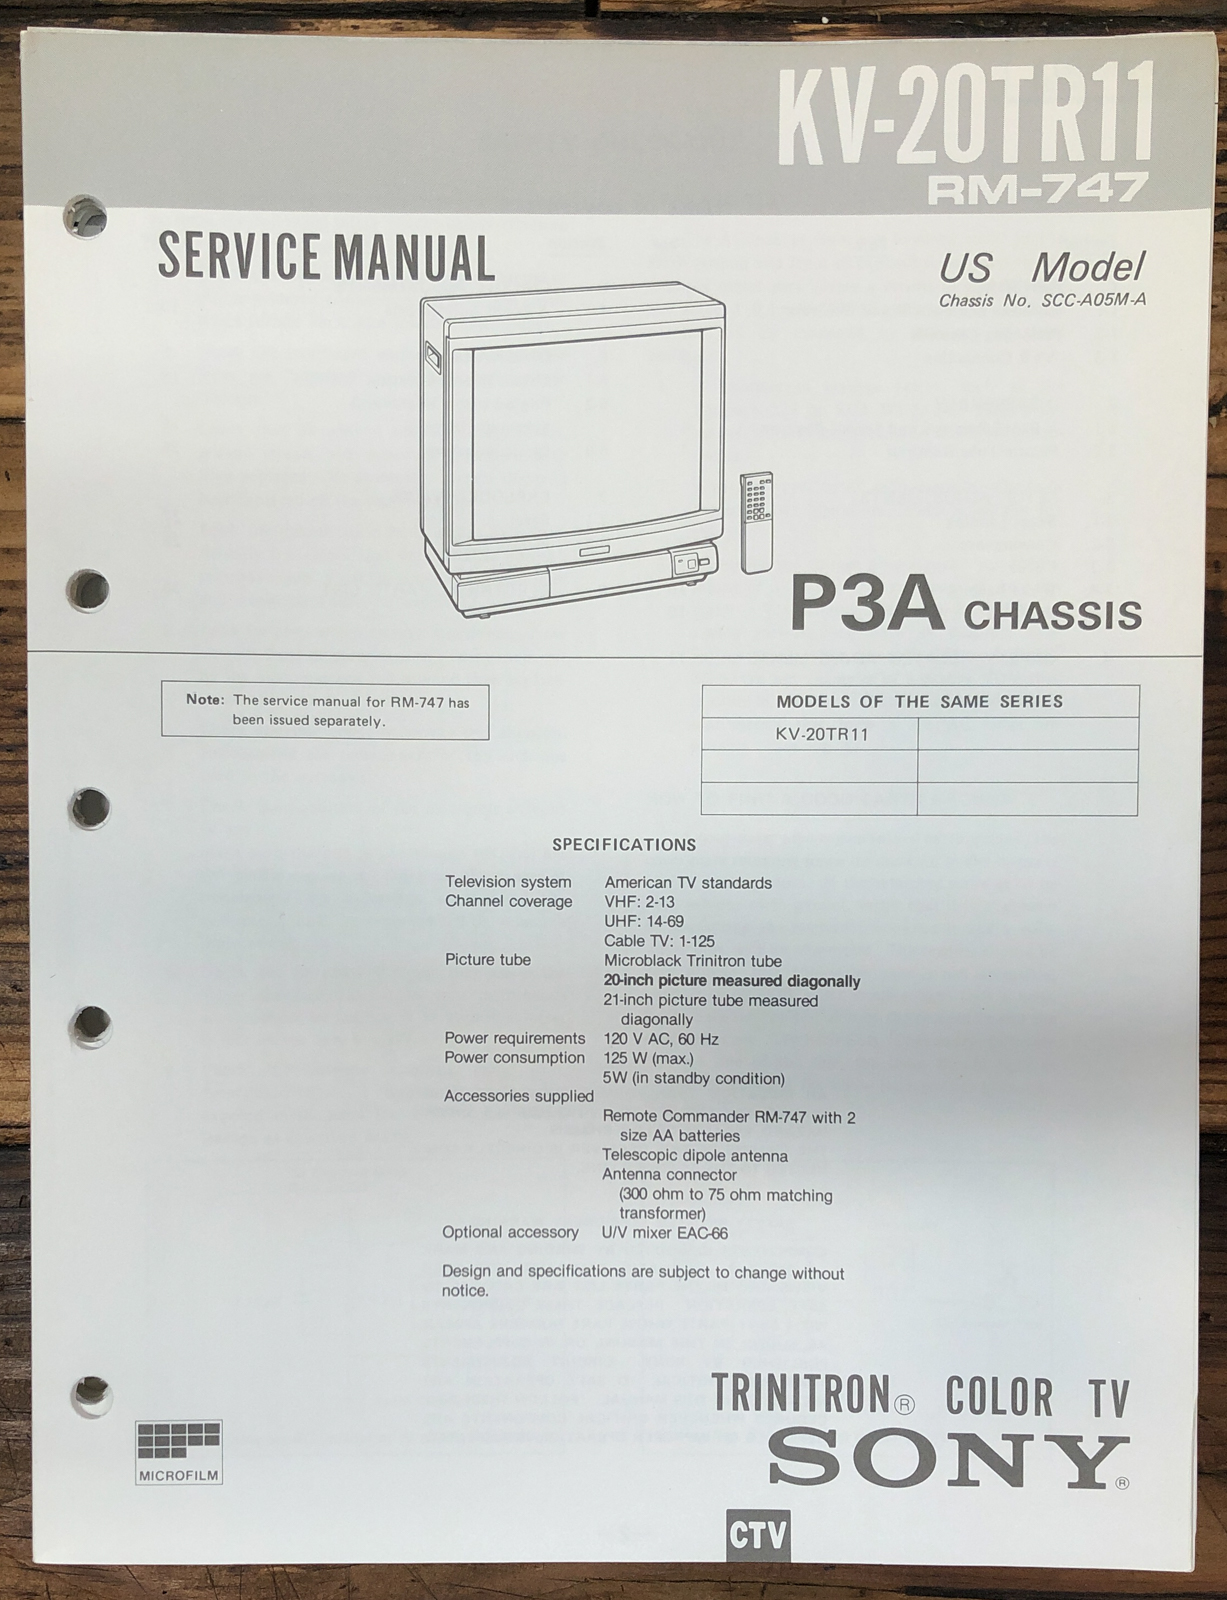 KV-20TR11
RM-747
SERVICE MANUAL
US Model
Chassis No. SCC-A05M-A
P3A CHASSIS
Note: The service manual for RM-747 has
been issued separately.
MODELS OF THE SAME SERIES
KV-20TR11
SPECIFICATIONS
Television system American TV standards
Channel coverage VHF: 2-13
UHF: 14-69
Cable TV: 1-125
Picture tube Microblack Trinitron tube
20-inch picture measured diagonally
21-inch picture tube measured
diagonally
Power requirements 120 V AC, 60 Hz
Power consumption 125 W (max.)
5W (in standby condition)
Accessories supplied
Remote Commander RM-747 with 2
size AA batteries
Telescopic dipole antenna
Antenna connector
(300 ohm to 75 ohm matching
transformer)
Optional accessory U/V mixer EAC-66
Design and specifications are subject to change without
notice.
TRINITRON® COLOR TV
SONY®
MICROFILM
CTV